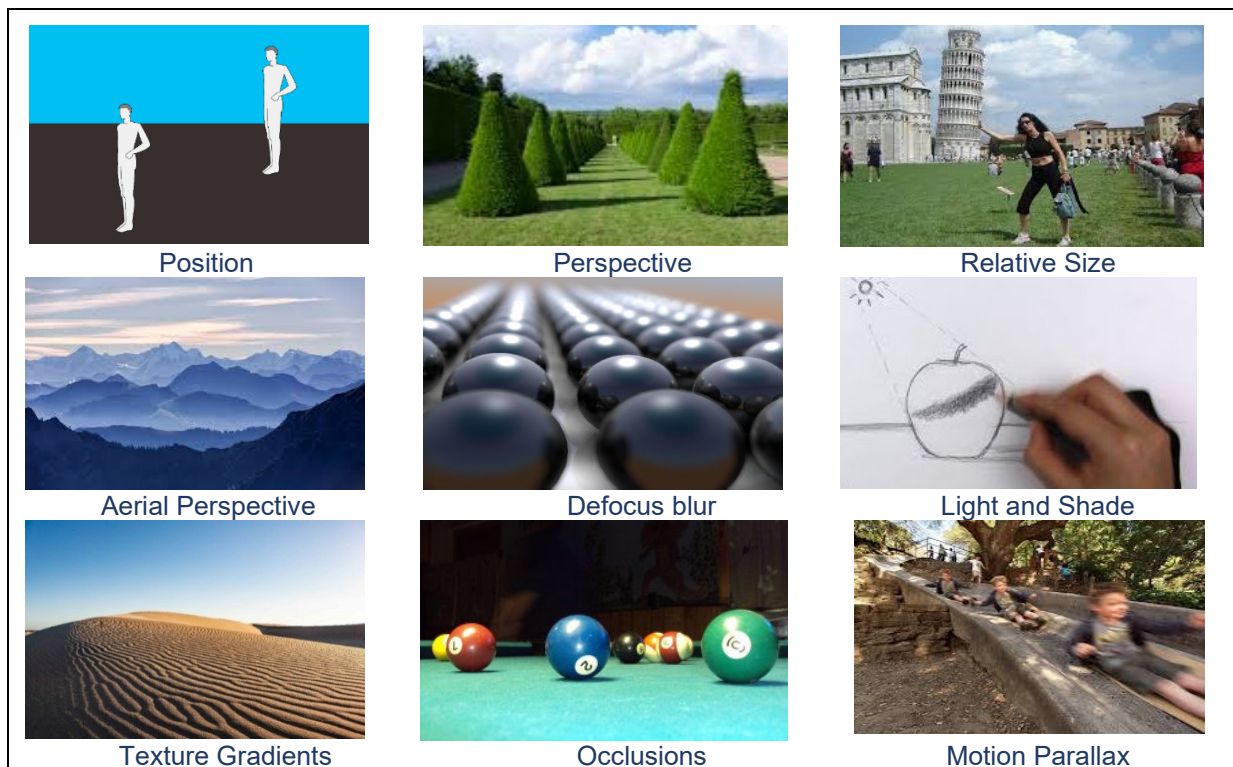 Position
Perspective
Relative Size
Aerial Perspective
Defocus blur
Light and Shade
Texture Gradients
Occlusions
Motion Parallax